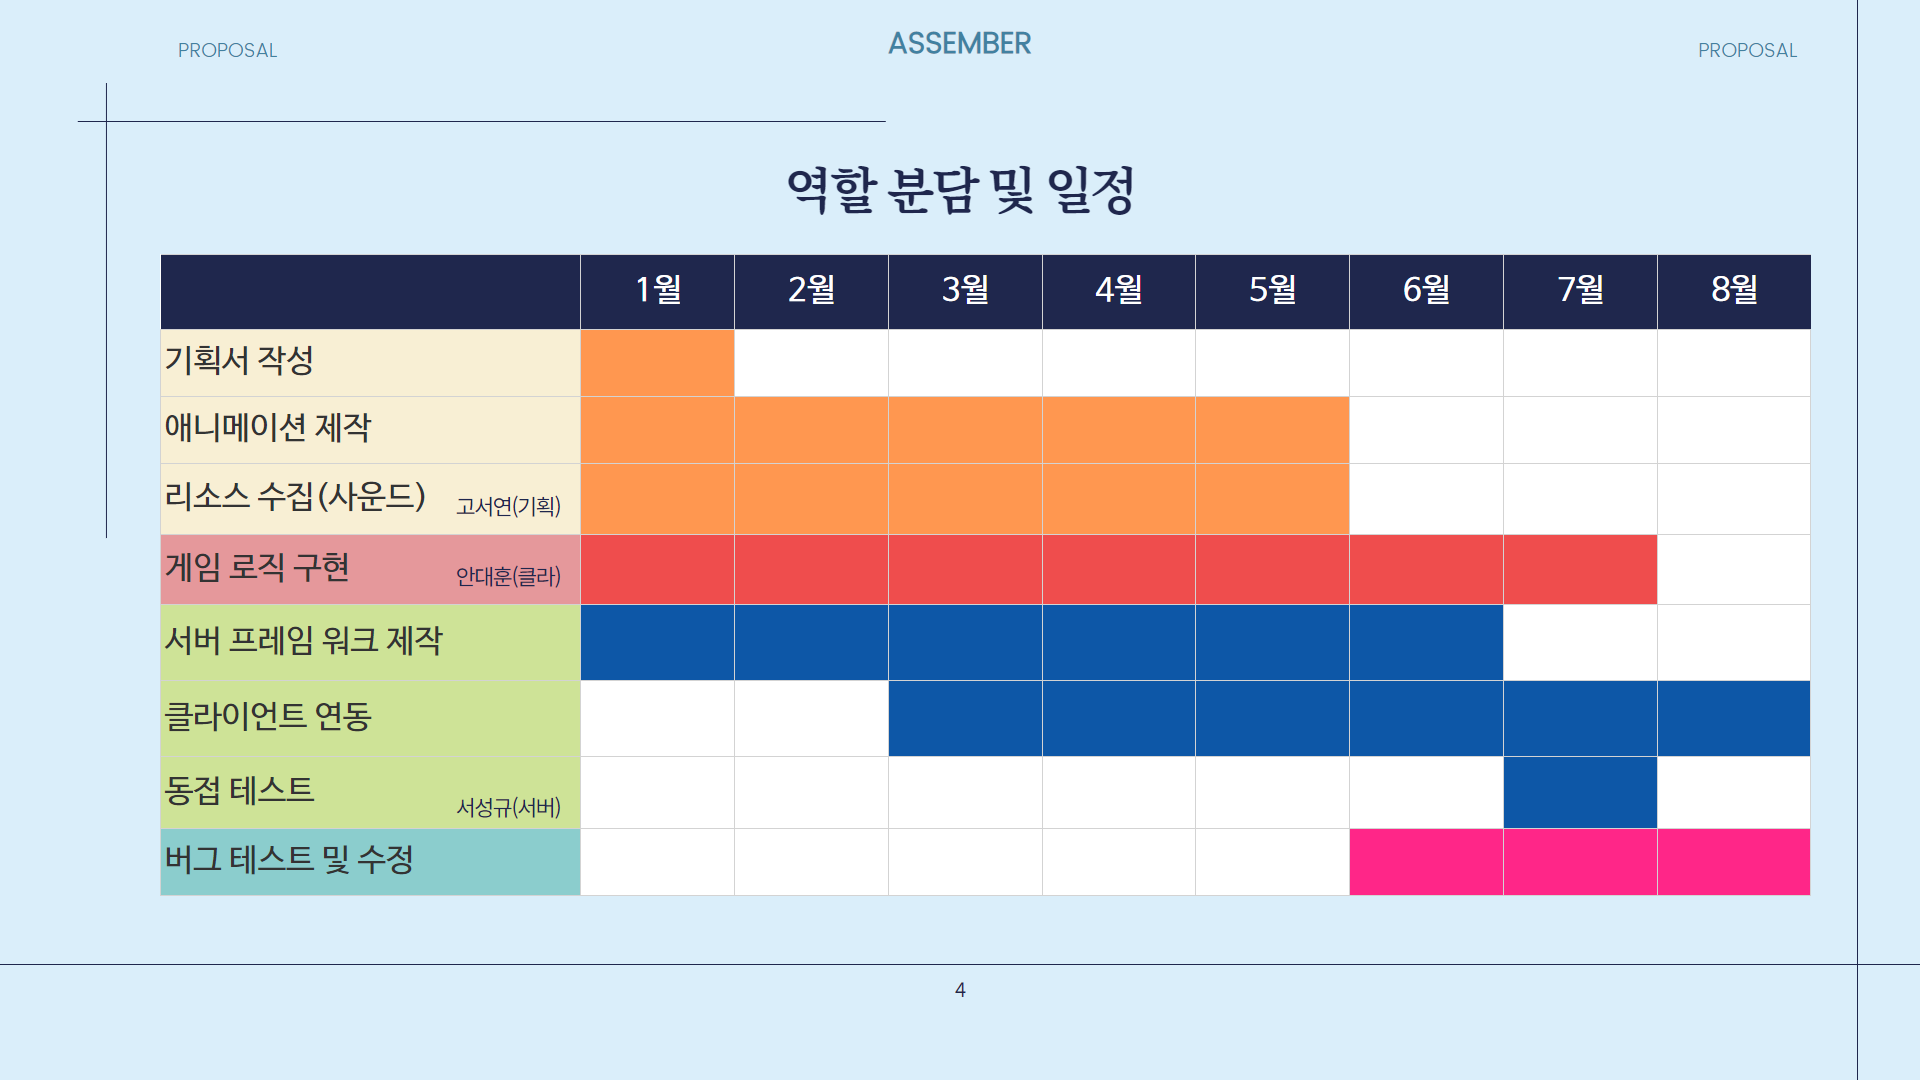 PROPOSAL
ASSEMBER
PROPOSAL
역할 분담 및 일정
1월 2월 3월 4월 5월 6월 7월 8월
기획서 작성
애니메이션 제작
리소스 수집(사운드) 고서연(기획)
게임 로직 구현 안대훈(클라)
서버 프레임 워크 제작
클라이언트 연동
동접 테스트 서성규(서버)
버그 테스트 및 수정
4